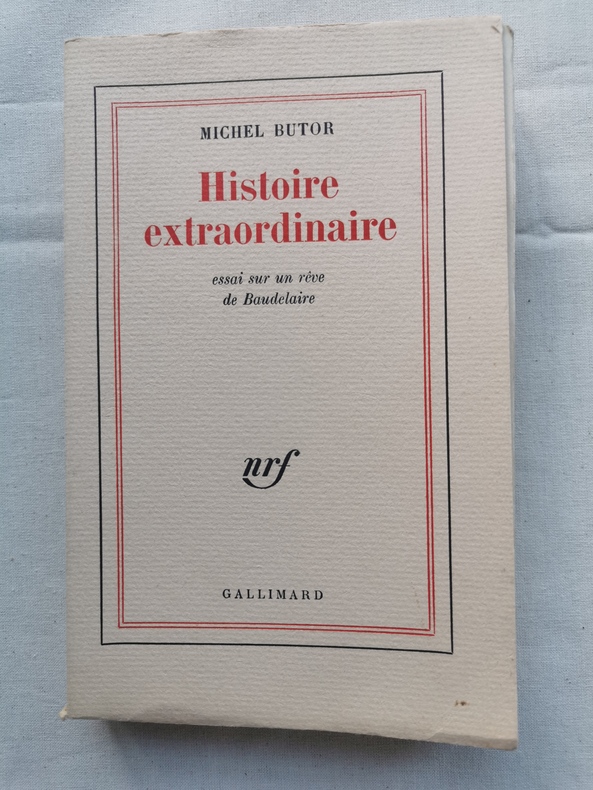 MICHEL BUTOR
Histoire
extraordinaire
essai sur un rêve
de Baudelaire
nrf
GALLIMARD